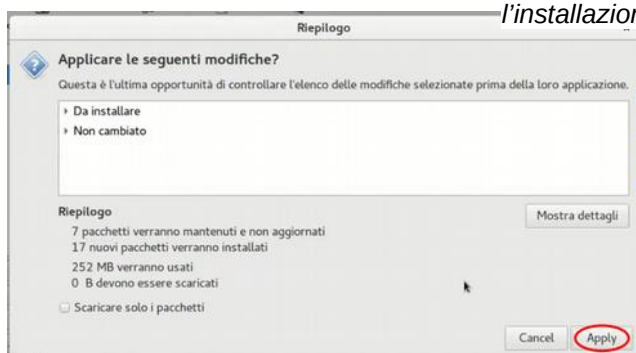 l'installazion
Riepilogo
Applicare le seguenti modifiche?
Questa è l'ultima opportunità di controllare l'elenco delle modifiche selezionate prima della loro applicazione.
Da installare
Non cambiato
Riepilogo
Mostra dettagli
7 pacchetti verranno mantenuti e non aggiornati
17 nuovi pacchetti verranno installati
252 MB verranno usati
0 B devono essere scaricati
Scaricare solo i pacchetti
Cancel Apply